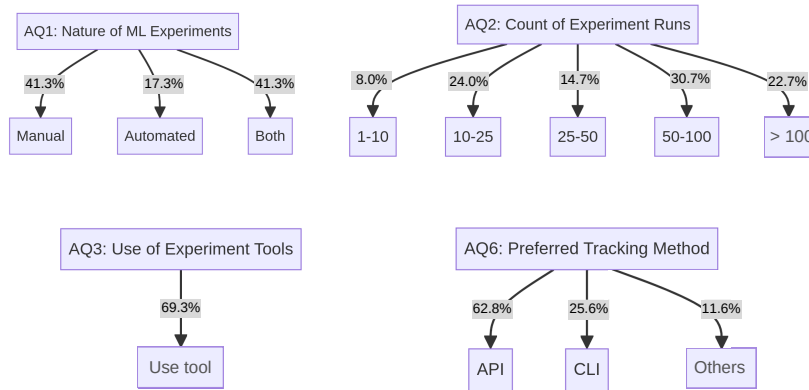 AQ1: Nature of ML Experiments
41.3%
17.3%
41.3%
Manual
Automated
Both
AQ2: Count of Experiment Runs
8.0%
24.0%
14.7%
30.7%
22.7%
1-10
10-25
25-50
50-100
> 100
AQ3: Use of Experiment Tools
69.3%
Use tool
AQ6: Preferred Tracking Method
62.8%
25.6%
11.6%
API
CLI
Others